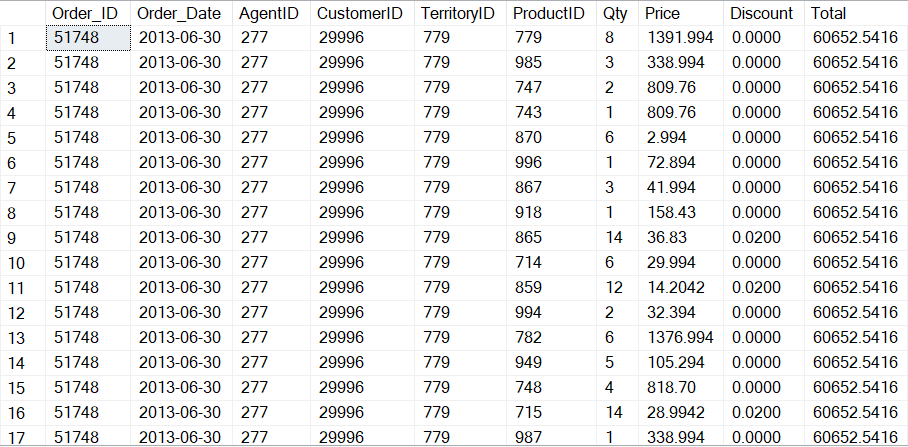 Order_ID Order_Date AgentID CustomerID TerritoryID ProductID Qty Price Discount Total
1 51748 2013-06-30 277 29996 779 779 8 1391.994 0.0000 60652.5416
2 51748 2013-06-30 277 29996 779 985 3 338.994 0.0000 60652.5416
3 51748 2013-06-30 277 29996 779 747 2 809.76 0.0000 60652.5416
4 51748 2013-06-30 277 29996 779 743 1 809.76 0.0000 60652.5416
5 51748 2013-06-30 277 29996 779 870 6 2.994 0.0000 60652.5416
6 51748 2013-06-30 277 29996 779 996 1 72.894 0.0000 60652.5416
7 51748 2013-06-30 277 29996 779 867 3 41.994 0.0000 60652.5416
8 51748 2013-06-30 277 29996 779 918 1 158.43 0.0000 60652.5416
9 51748 2013-06-30 277 29996 779 865 14 36.83 0.0200 60652.5416
10 51748 2013-06-30 277 29996 779 714 6 29.994 0.0000 60652.5416
11 51748 2013-06-30 277 29996 779 859 12 14.2042 0.0200 60652.5416
12 51748 2013-06-30 277 29996 779 994 2 32.394 0.0000 60652.5416
13 51748 2013-06-30 277 29996 779 782 6 1376.994 0.0000 60652.5416
14 51748 2013-06-30 277 29996 779 949 5 105.294 0.0000 60652.5416
15 51748 2013-06-30 277 29996 779 748 4 818.70 0.0000 60652.5416
16 51748 2013-06-30 277 29996 779 715 14 28.9942 0.0200 60652.5416
17 51748 2013-06-30 277 29996 779 987 1 338.994 0.0000 60652.5416